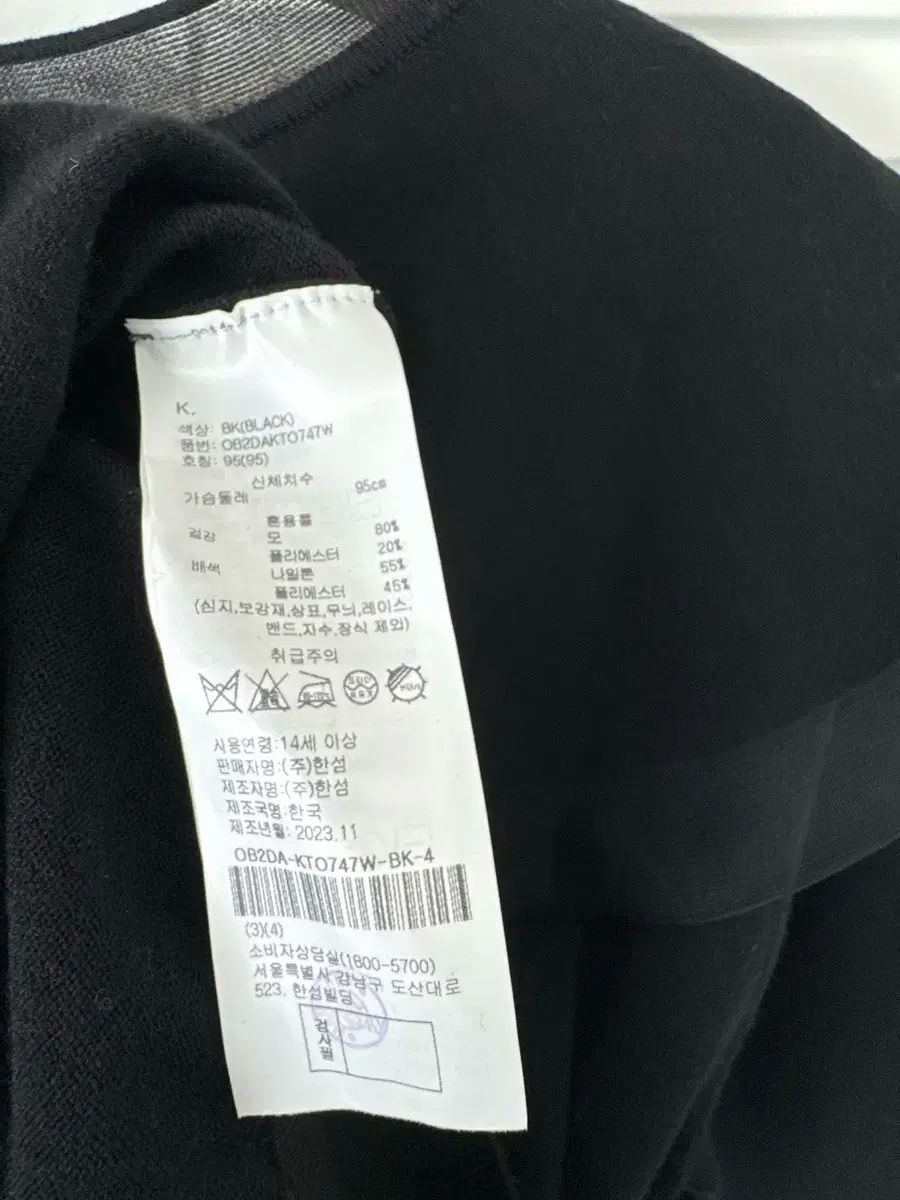 K.
색상: BK(BLACK)
품번: OB2DAKTO747W
호칭: 95(95)
신체치수
가슴둘레 95cm
혼용률
겉감 모 80%
폴리에스터 20%
배색 나일론 55%
폴리에스터 45%
(심지,보강재,상표,무늬,레이스,
밴드,자수,장식 제외)
취급주의
사용연령:14세 이상
판매자명:(주)한섬
제조자명:(주)한섬
제조국명:한국
제조년월: 2023.11
OB2DA-KTO747W-BK-4
(3)(4)
소비자상담실(1800-5700)
서울특별시 강남구 도산대로
523, 한섬빌딩
검사필